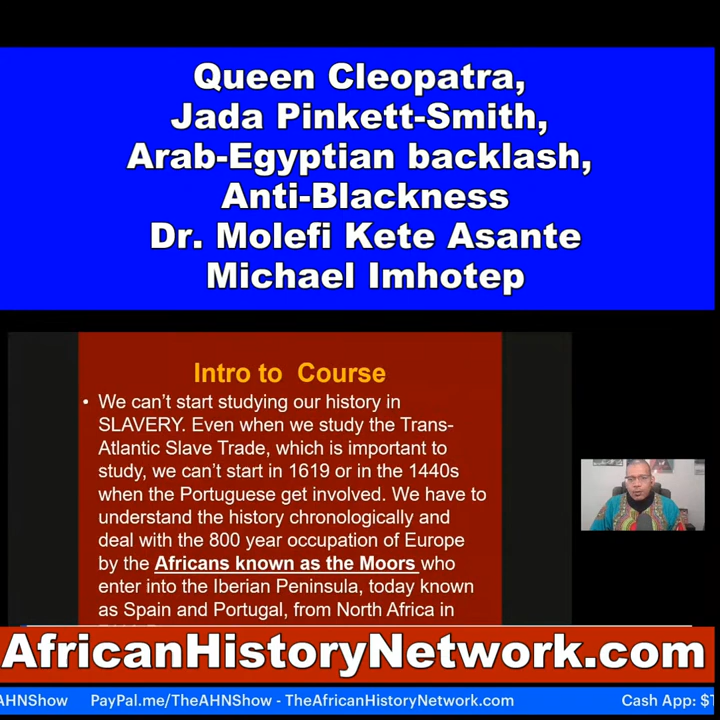 Queen Cleopatra,
Jada Pinkett-Smith,
Arab-Egyptian backlash,
Anti-Blackness
Dr. Molefi Kete Asante
Michael Imhotep
Intro to Course
• We can't start studying our history in
SLAVERY. Even when we study the Trans-
Atlantic Slave Trade, which is important to
study, we can't start in 1619 or in the 1440s
when the Portuguese get involved. We have to
understand the history chronologically and
deal with the 800 year occupation of Europe
by the Africans known as the Moors who
enter into the Iberian Peninsula, today known
as Spain and Portugal, from North Africa in
AfricanHistoryNetwork.com
AHNShow PayPal.me/TheAHNShow - TheAfricanHistoryNetwork.com Cash App: